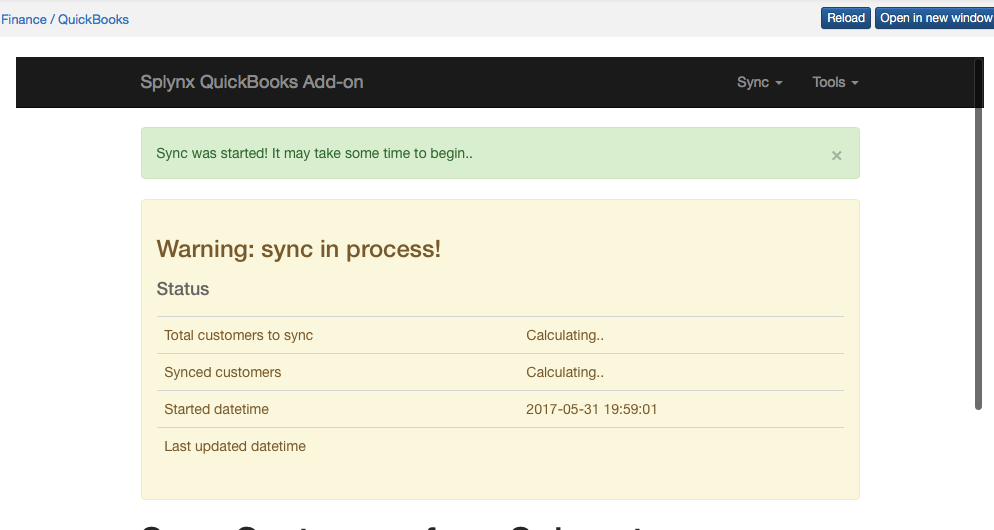 Finance / QuickBooks
Reload
Open in new window
Splynx QuickBooks Add-on
Sync
Tools
Sync was started! It may take some time to begin..
×
Warning: sync in process!
Status
Total customers to sync Calculating..
Synced customers Calculating..
Started datetime 2017-05-31 19:59:01
Last updated datetime